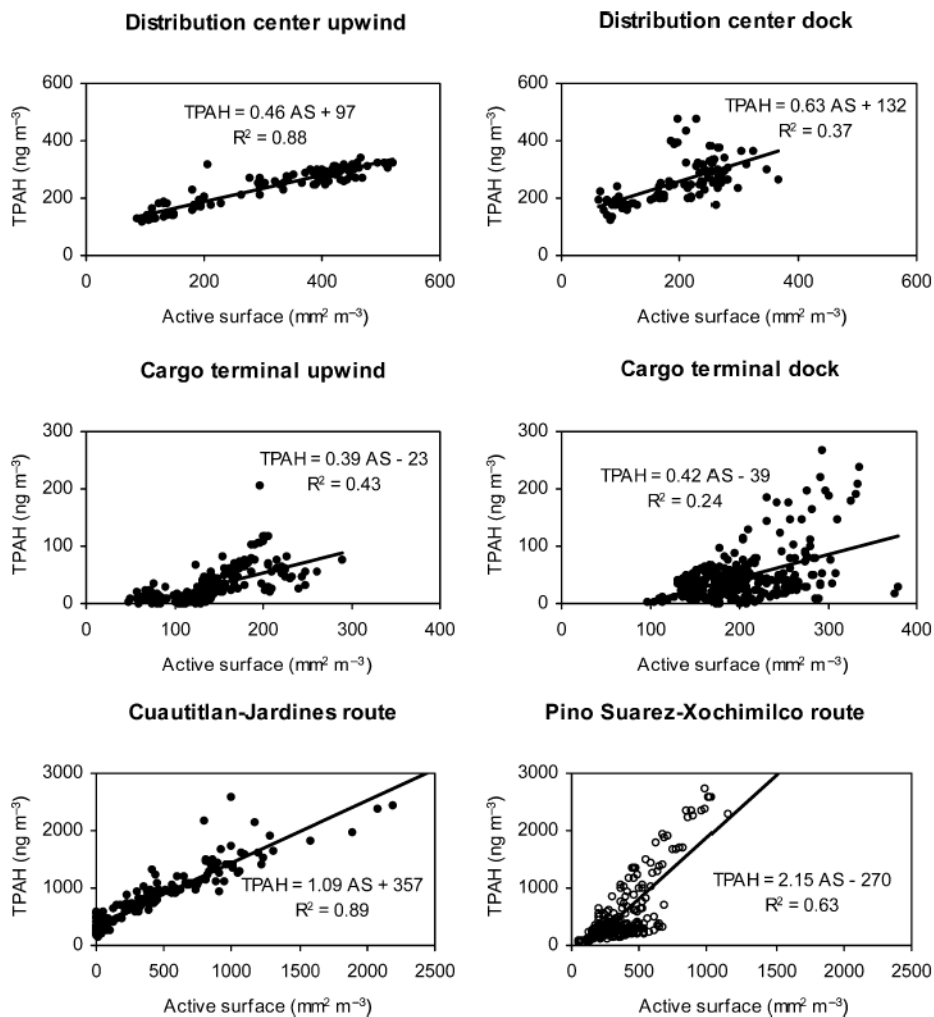 Distribution center upwind
TPAH (ng m⁻³)
600
400
200
0
TPAH = 0.46 AS + 97
R² = 0.88
0 200 400 600
Active surface (mm² m⁻³)
Distribution center dock
TPAH (ng m⁻³)
600
400
200
0
TPAH = 0.63 AS + 132
R² = 0.37
0 200 400 600
Active surface (mm² m⁻³)
Cargo terminal upwind
TPAH (ng m⁻³)
300
200
100
0
TPAH = 0.39 AS - 23
R² = 0.43
0 100 200 300 400
Active surface (mm² m⁻³)
Cargo terminal dock
TPAH (ng m⁻³)
300
200
100
0
TPAH = 0.42 AS - 39
R² = 0.24
0 100 200 300 400
Active surface (mm² m⁻³)
Cuautitlan-Jardines route
TPAH (ng m⁻³)
3000
2000
1000
0
TPAH = 1.09 AS + 357
R² = 0.89
0 500 1000 1500 2000 2500
Active surface (mm² m⁻³)
Pino Suarez-Xochimilco route
TPAH (ng m⁻³)
3000
2000
1000
0
TPAH = 2.15 AS - 270
R² = 0.63
0 500 1000 1500 2000 2500
Active surface (mm² m⁻³)